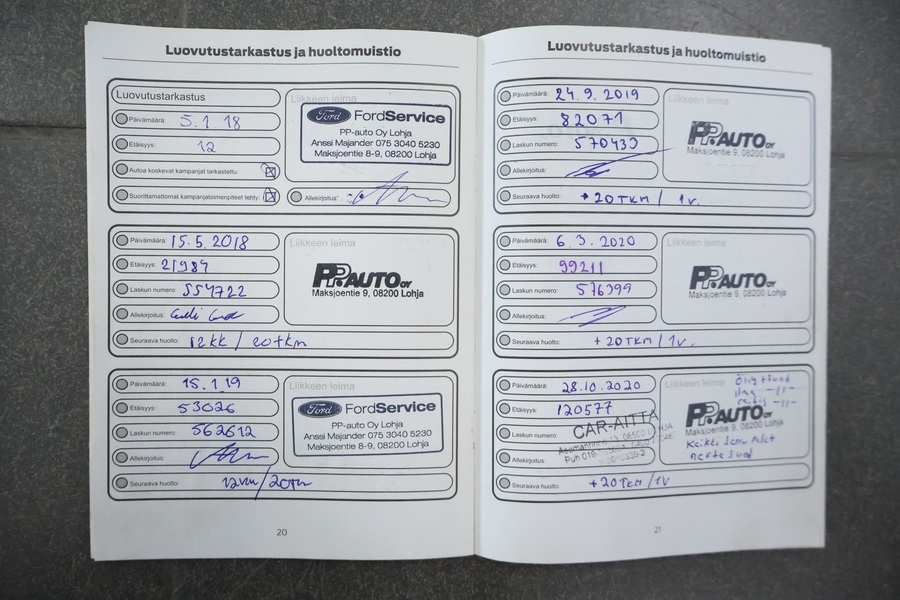 Luovutustarkastus ja huoltomuistio
Luovutustarkastus
Päivämäärä: 5.1.18
Etäisyys: 12
Autoa koskevat kampanjat tarkastettu:
Suorittamattomat kampanjatoimenpiteet tehty:
Liikkeen leima
Ford FordService
PP-auto Oy Lohja
Anssi Majander 075 3040 5230
Maksjoentie 8-9, 08200 Lohja
Allekirjoitus:
Päivämäärä: 15.5.2018
Etäisyys: 21984
Laskun numero: 554722
Allekirjoitus:
Seuraava huolto: 12kk / 20tkm
Liikkeen leima
PP-AUTO OY
Maksjoentie 9, 08200 Lohja
Päivämäärä: 15.1.19
Etäisyys: 53026
Laskun numero: 562612
Allekirjoitus:
Seuraava huolto:
Liikkeen leima
Ford FordService
PP-auto Oy Lohja
Anssi Majander 075 3040 5230
Maksjoentie 8-9, 08200 Lohja
20
Luovutustarkastus ja huoltomuistio
Päivämäärä: 24.9.2019
Etäisyys: 82071
Laskun numero: 570433
Allekirjoitus:
Seuraava huolto: +20TKM / 1v.
Liikkeen leima
PP-AUTO OY
Maksjoentie 9, 08200 Lohja
Päivämäärä: 6.3.2020
Etäisyys: 99211
Laskun numero: 576399
Allekirjoitus:
Seuraava huolto: +20TKM / 1v.
Liikkeen leima
PP-AUTO OY
Maksjoentie 9, 08200 Lohja
Päivämäärä: 28.10.2020
Etäisyys: 120577
Laskun numero:
Allekirjoitus:
Seuraava huolto: +20Tkm / 1v
CAR-AITTA
Liikkeen leima
PP-AUTO OY
Maksjoentie 9, 08200 Lohja
21